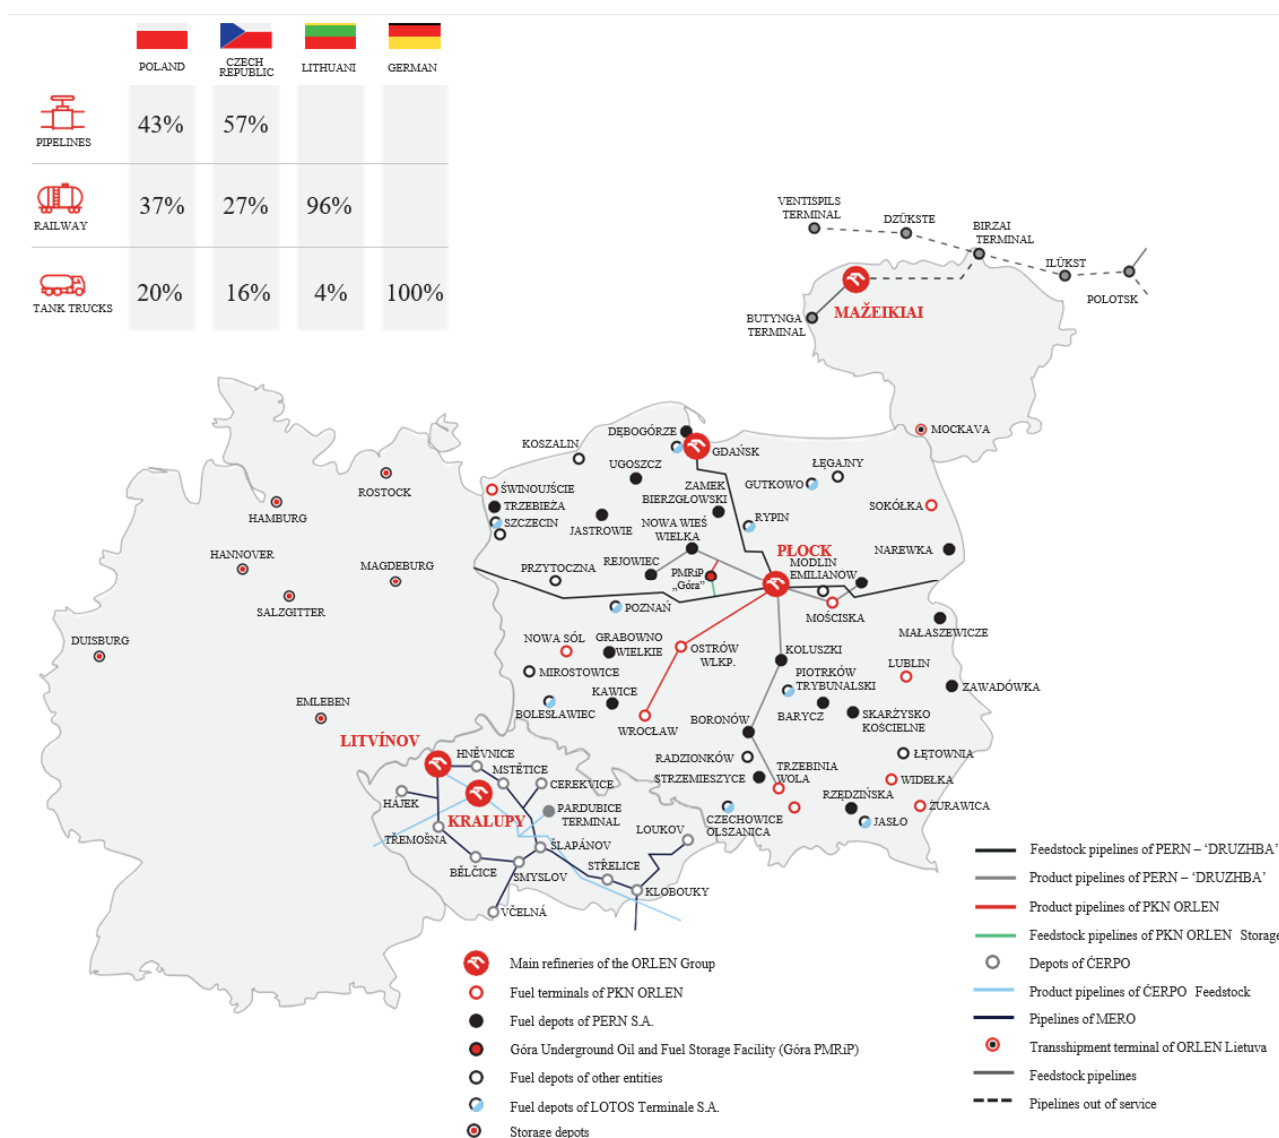 POLAND
CZECH
REPUBLIC
LITHUANI
GERMAN
PIPELINES
43%
57%
RAILWAY
37%
27%
96%
TANK TRUCKS
20%
16%
4%
100%
VENTISPILS
TERMINAL
DZŪKSTE
BIRZAI
TERMINAL
ILŪKST
POLOTSK
BUTYNGA
TERMINAL
MAŽEIKIAI
MOCKAVA
DĘBOGÓRZE
GDAŃSK
KOSZALIN
UGOSZCZ
ZAMEK
BIERZGŁOWSKI
ŁĘGAJNY
GUTKOWO
SOKÓŁKA
ŚWINOUJŚCIE
TRZEBIEŻA
SZCZECIN
JASTROWIE
NOWA WIEŚ
WIELKA
RYPIN
NAREWKA
ROSTOCK
HAMBURG
HANNOVER
MAGDEBURG
SALZGITTER
DUISBURG
EMLEBEN
PRZYTOCZNA
REJOWIEC
PMRiP
„Góra”
PŁOCK
MODLIN
EMILIANÓW
MOŚCISKA
POZNAŃ
MAŁASZEWICZE
NOWA SÓL
GRABOWNO
WIELKIE
OSTRÓW
WLKP.
KOLUSZKI
LUBLIN
MIROSTOWICE
PIOTRKÓW
TRYBUNALSKI
ZAWADÓWKA
KAWICE
BOLESŁAWIEC
BARYCZ
SKARŻYSKO
KOŚCIELNE
WROCŁAW
BORONÓW
RADZIONKÓW
ŁĘTOWNIA
STRZEMIESZYCE
TRZEBINIA
WOLA
RZĘDZIŃSKA
WIDEŁKA
ŻURAWICA
CZECHOWICE
OLSZANICA
JASŁO
LITVÍNOV
HNĚVNICE
MSTĚTICE
CEREKVICE
HÁJEK
KRALUPY
PARDUBICE
TERMINAL
LOUKOV
TŘEMOŠNA
ŠLAPÁNOV
BĚLČICE
SMYSLOV
STŘELICE
KLOBOUKY
VČELNÁ
Main refineries of the ORLEN Group
Fuel terminals of PKN ORLEN
Fuel depots of PERN S.A.
Góra Underground Oil and Fuel Storage Facility (Góra PMRiP)
Fuel depots of other entities
Fuel depots of LOTOS Terminale S.A.
Storage depots
Feedstock pipelines of PERN – ‘DRUZHBA’
Product pipelines of PERN – ‘DRUZHBA’
Product pipelines of PKN ORLEN
Feedstock pipelines of PKN ORLEN Storage
Depots of ČERPO
Product pipelines of ČERPO Feedstock
Pipelines of MERO
Transshipment terminal of ORLEN Lietuva
Feedstock pipelines
Pipelines out of service